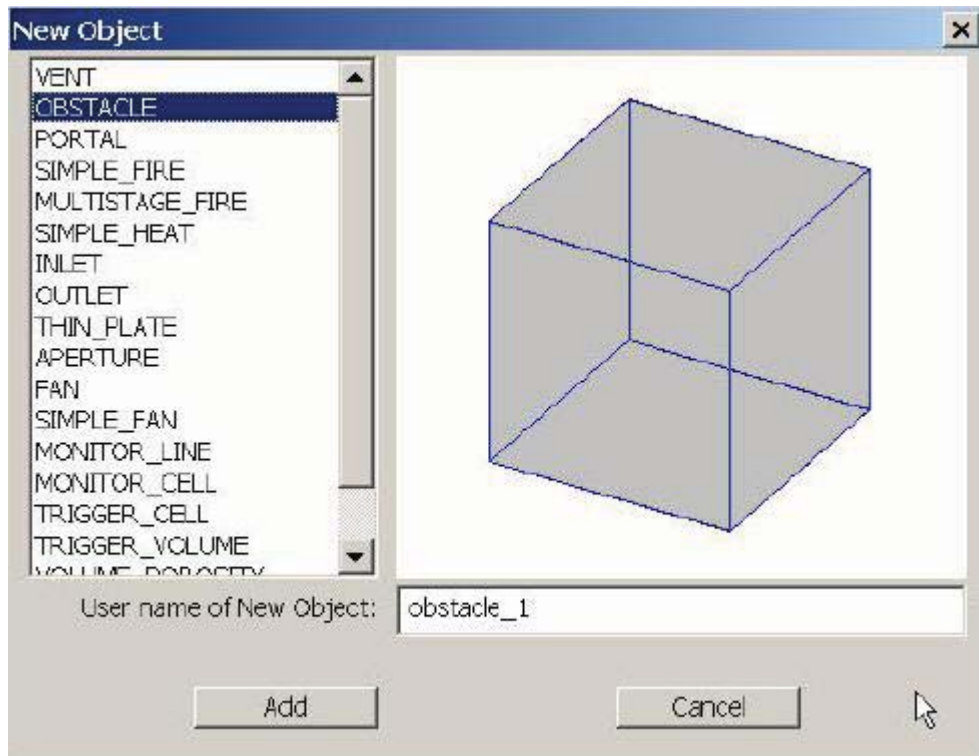 New Object
VENT
OBSTACLE
PORTAL
SIMPLE_FIRE
MULTISTAGE_FIRE
SIMPLE_HEAT
INLET
OUTLET
THIN_PLATE
APERTURE
FAN
SIMPLE_FAN
MONITOR_LINE
MONITOR_CELL
TRIGGER_CELL
TRIGGER_VOLUME
VOLUME_POROSITY
User name of New Object:
obstacle_1
Add
Cancel